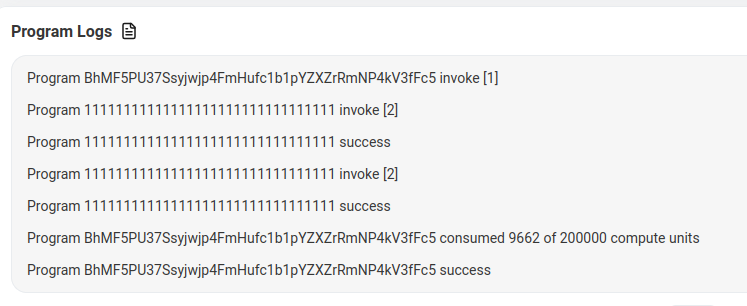 Program Logs
Program BhMF5PU37Ssyjwjp4FmHufc1b1pYZXZrRmNP4kV3fFc5 invoke [1]
Program 11111111111111111111111111111111 invoke [2]
Program 11111111111111111111111111111111 success
Program 11111111111111111111111111111111 invoke [2]
Program 11111111111111111111111111111111 success
Program BhMF5PU37Ssyjwjp4FmHufc1b1pYZXZrRmNP4kV3fFc5 consumed 9662 of 200000 compute units
Program BhMF5PU37Ssyjwjp4FmHufc1b1pYZXZrRmNP4kV3fFc5 success